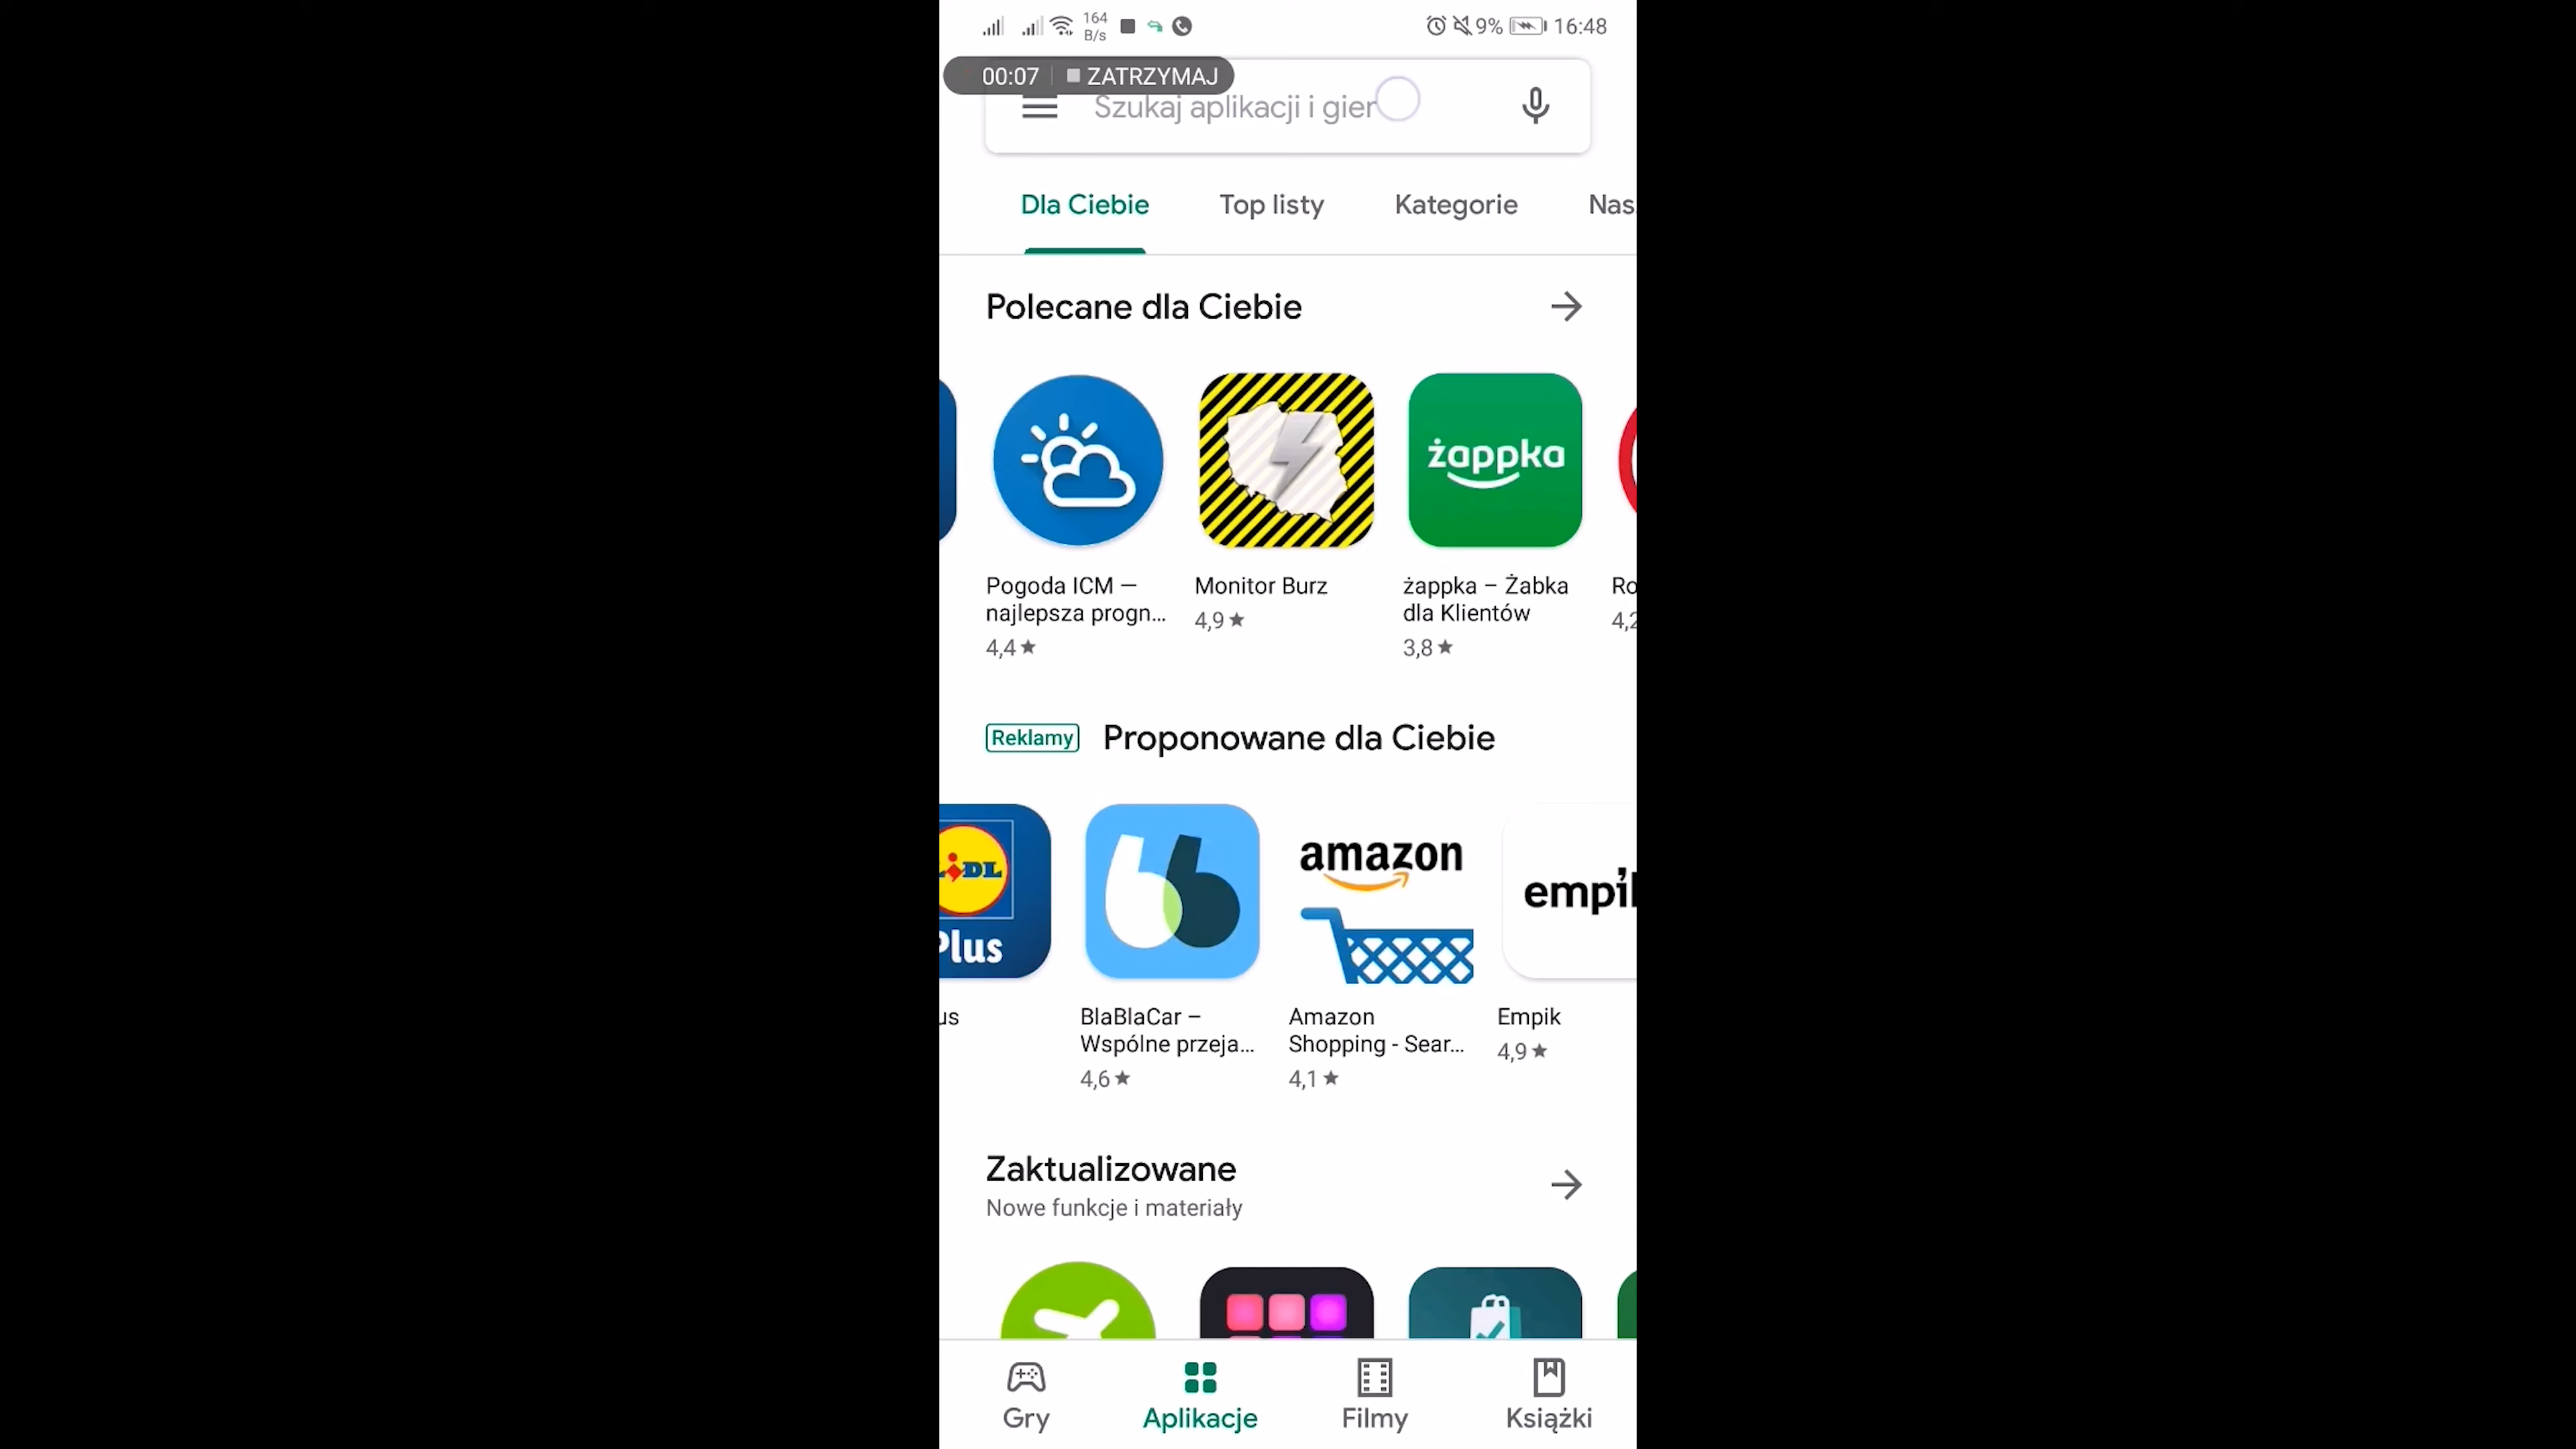 164
B/s
9%
16:48
00:07
ZATRZYMAJ
Szukaj aplikacji i gier
Dla Ciebie
Top listy
Kategorie
Nas
Polecane dla Ciebie
żappka
Pogoda ICM –
najlepsza progn...
4,4
Monitor Burz
4,9
żappka – Żabka
dla Klientów
3,8
Ro
4,2
Reklamy
Proponowane dla Ciebie
LIDL
Plus
amazon
empik
us
BlaBlaCar –
Wspólne przeja...
4,6
Amazon
Shopping - Sear...
4,1
Empik
4,9
Zaktualizowane
Nowe funkcje i materiały
Gry
Aplikacje
Filmy
Książki